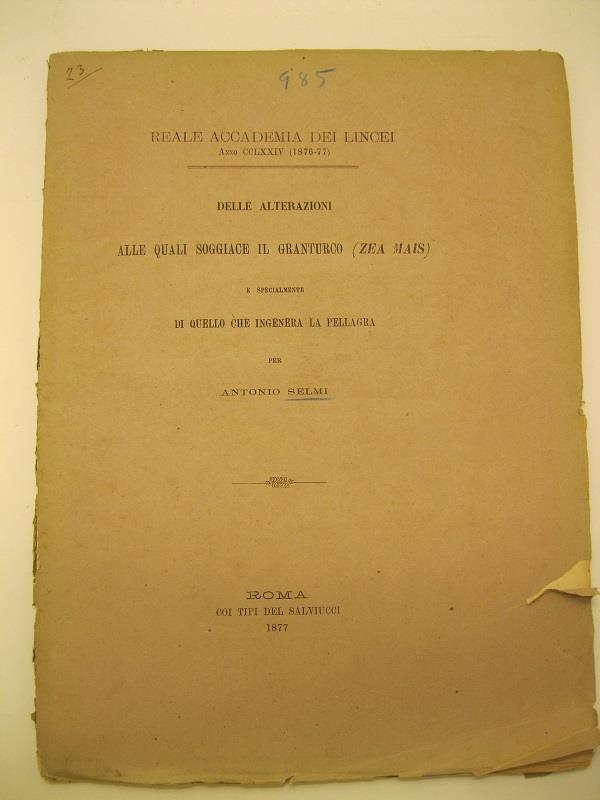 23
985
REALE ACCADEMIA DEI LINCEI
ANNO CCLXXIV (1876-77)
DELLE ALTERAZIONI
ALLE QUALI SOGGIACE IL GRANTURCO (ZEA MAIS)
E SPECIALMENTE
DI QUELLO CHE INGENERA LA PELLAGRA
PER
ANTONIO SELMI
ROMA
COI TIPI DEL SALVIUCCI
1877